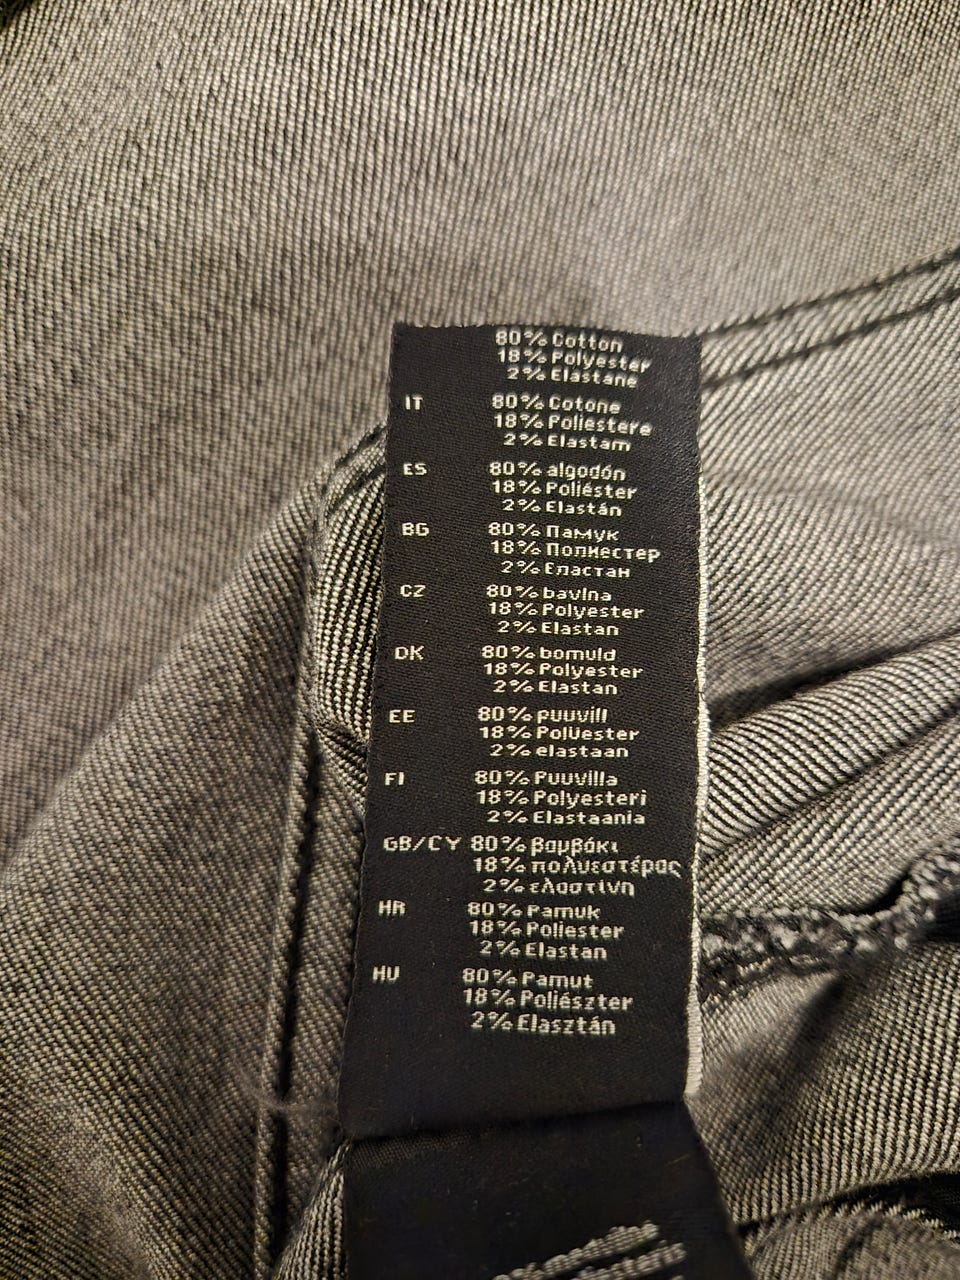 80% Cotton
18% Polyester
2% Elastane
IT 80% Cotone
18% Poliestere
2% Elastam
ES 80% algodón
18% Poliéster
2% Elastán
BG 80% Памук
18% Полиестер
2% Еластан
CZ 80% bavlna
18% Polyester
2% Elastan
DK 80% bomuld
18% Polyester
2% Elastan
EE 80% puuvill
18% Polüester
2% elastaan
FI 80% Puuvilla
18% Polyesteri
2% Elastaania
GB/CY 80% βαμβάκι
18% πολυεστέρας
2% ελαστίνη
HR 80% Pamuk
18% Poliester
2% Elastan
HU 80% Pamut
18% Poliészter
2% Elasztán